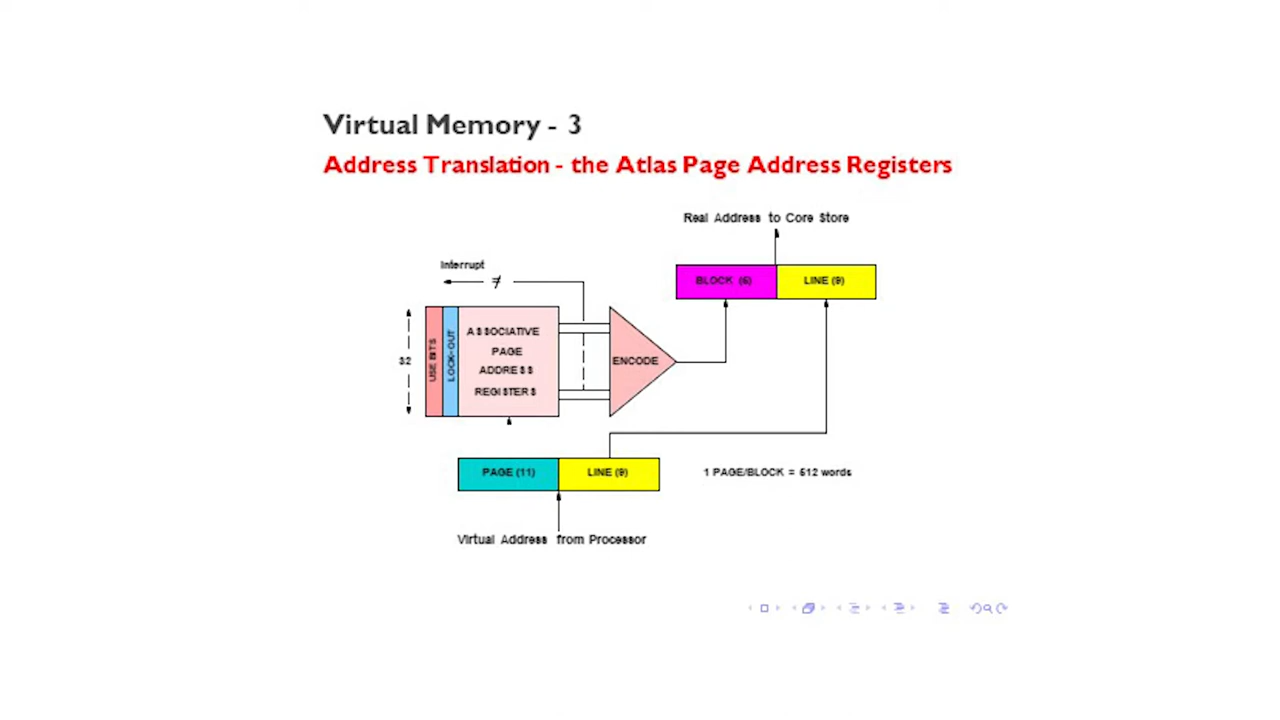 Virtual Memory - 3
Address Translation - the Atlas Page Address Registers
Real Address to Core Store
Interrupt
≠
BLOCK (6) LINE (9)
32
USE BITS
LOCK-OUT
ASSOCIATIVE
PAGE
ADDRESS
REGISTERS
ENCODE
PAGE (11) LINE (9)
1 PAGE/BLOCK = 512 words
Virtual Address from Processor